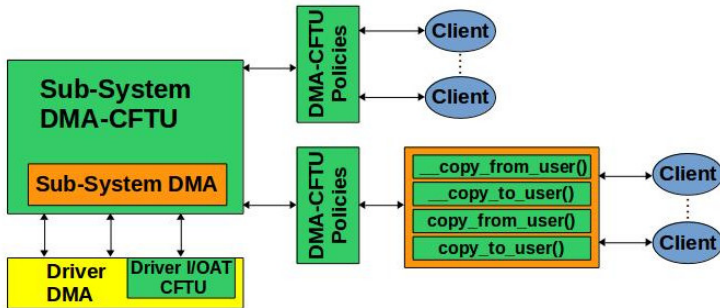 Sub-System
DMA-CFTU
Sub-System DMA
Driver
DMA
Driver I/OAT
CFTU
DMA-CFTU
Policies
Client
Client
DMA-CFTU
Policies
__copy_from_user()
__copy_to_user()
copy_from_user()
copy_to_user()
Client
Client